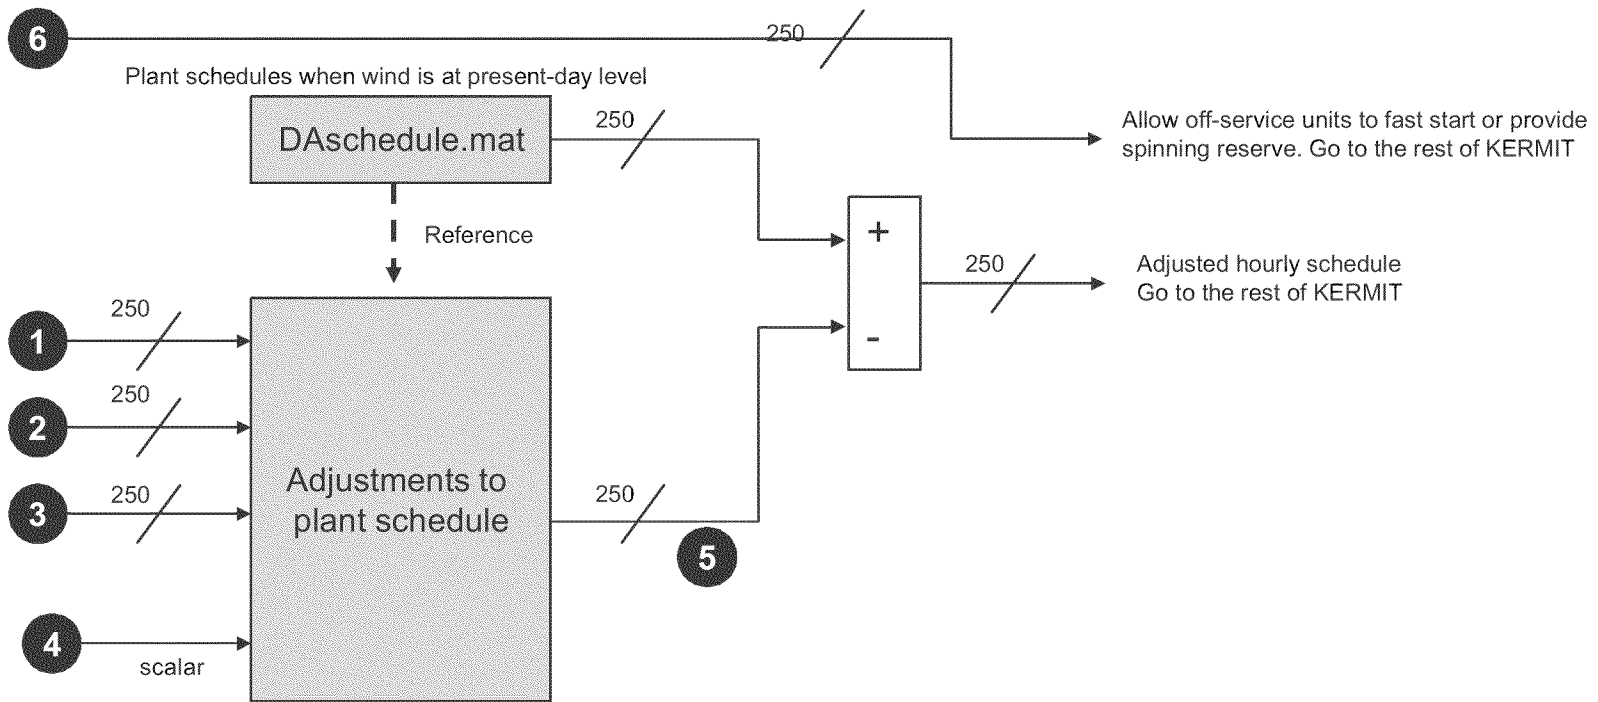 6
250
Plant schedules when wind is at present-day level
DAschedule.mat
250
Allow off-service units to fast start or provide
spinning reserve. Go to the rest of KERMIT
Reference
+
-
250
Adjusted hourly schedule
Go to the rest of KERMIT
1
250
2
250
3
250
Adjustments to
plant schedule
250
5
4
scalar